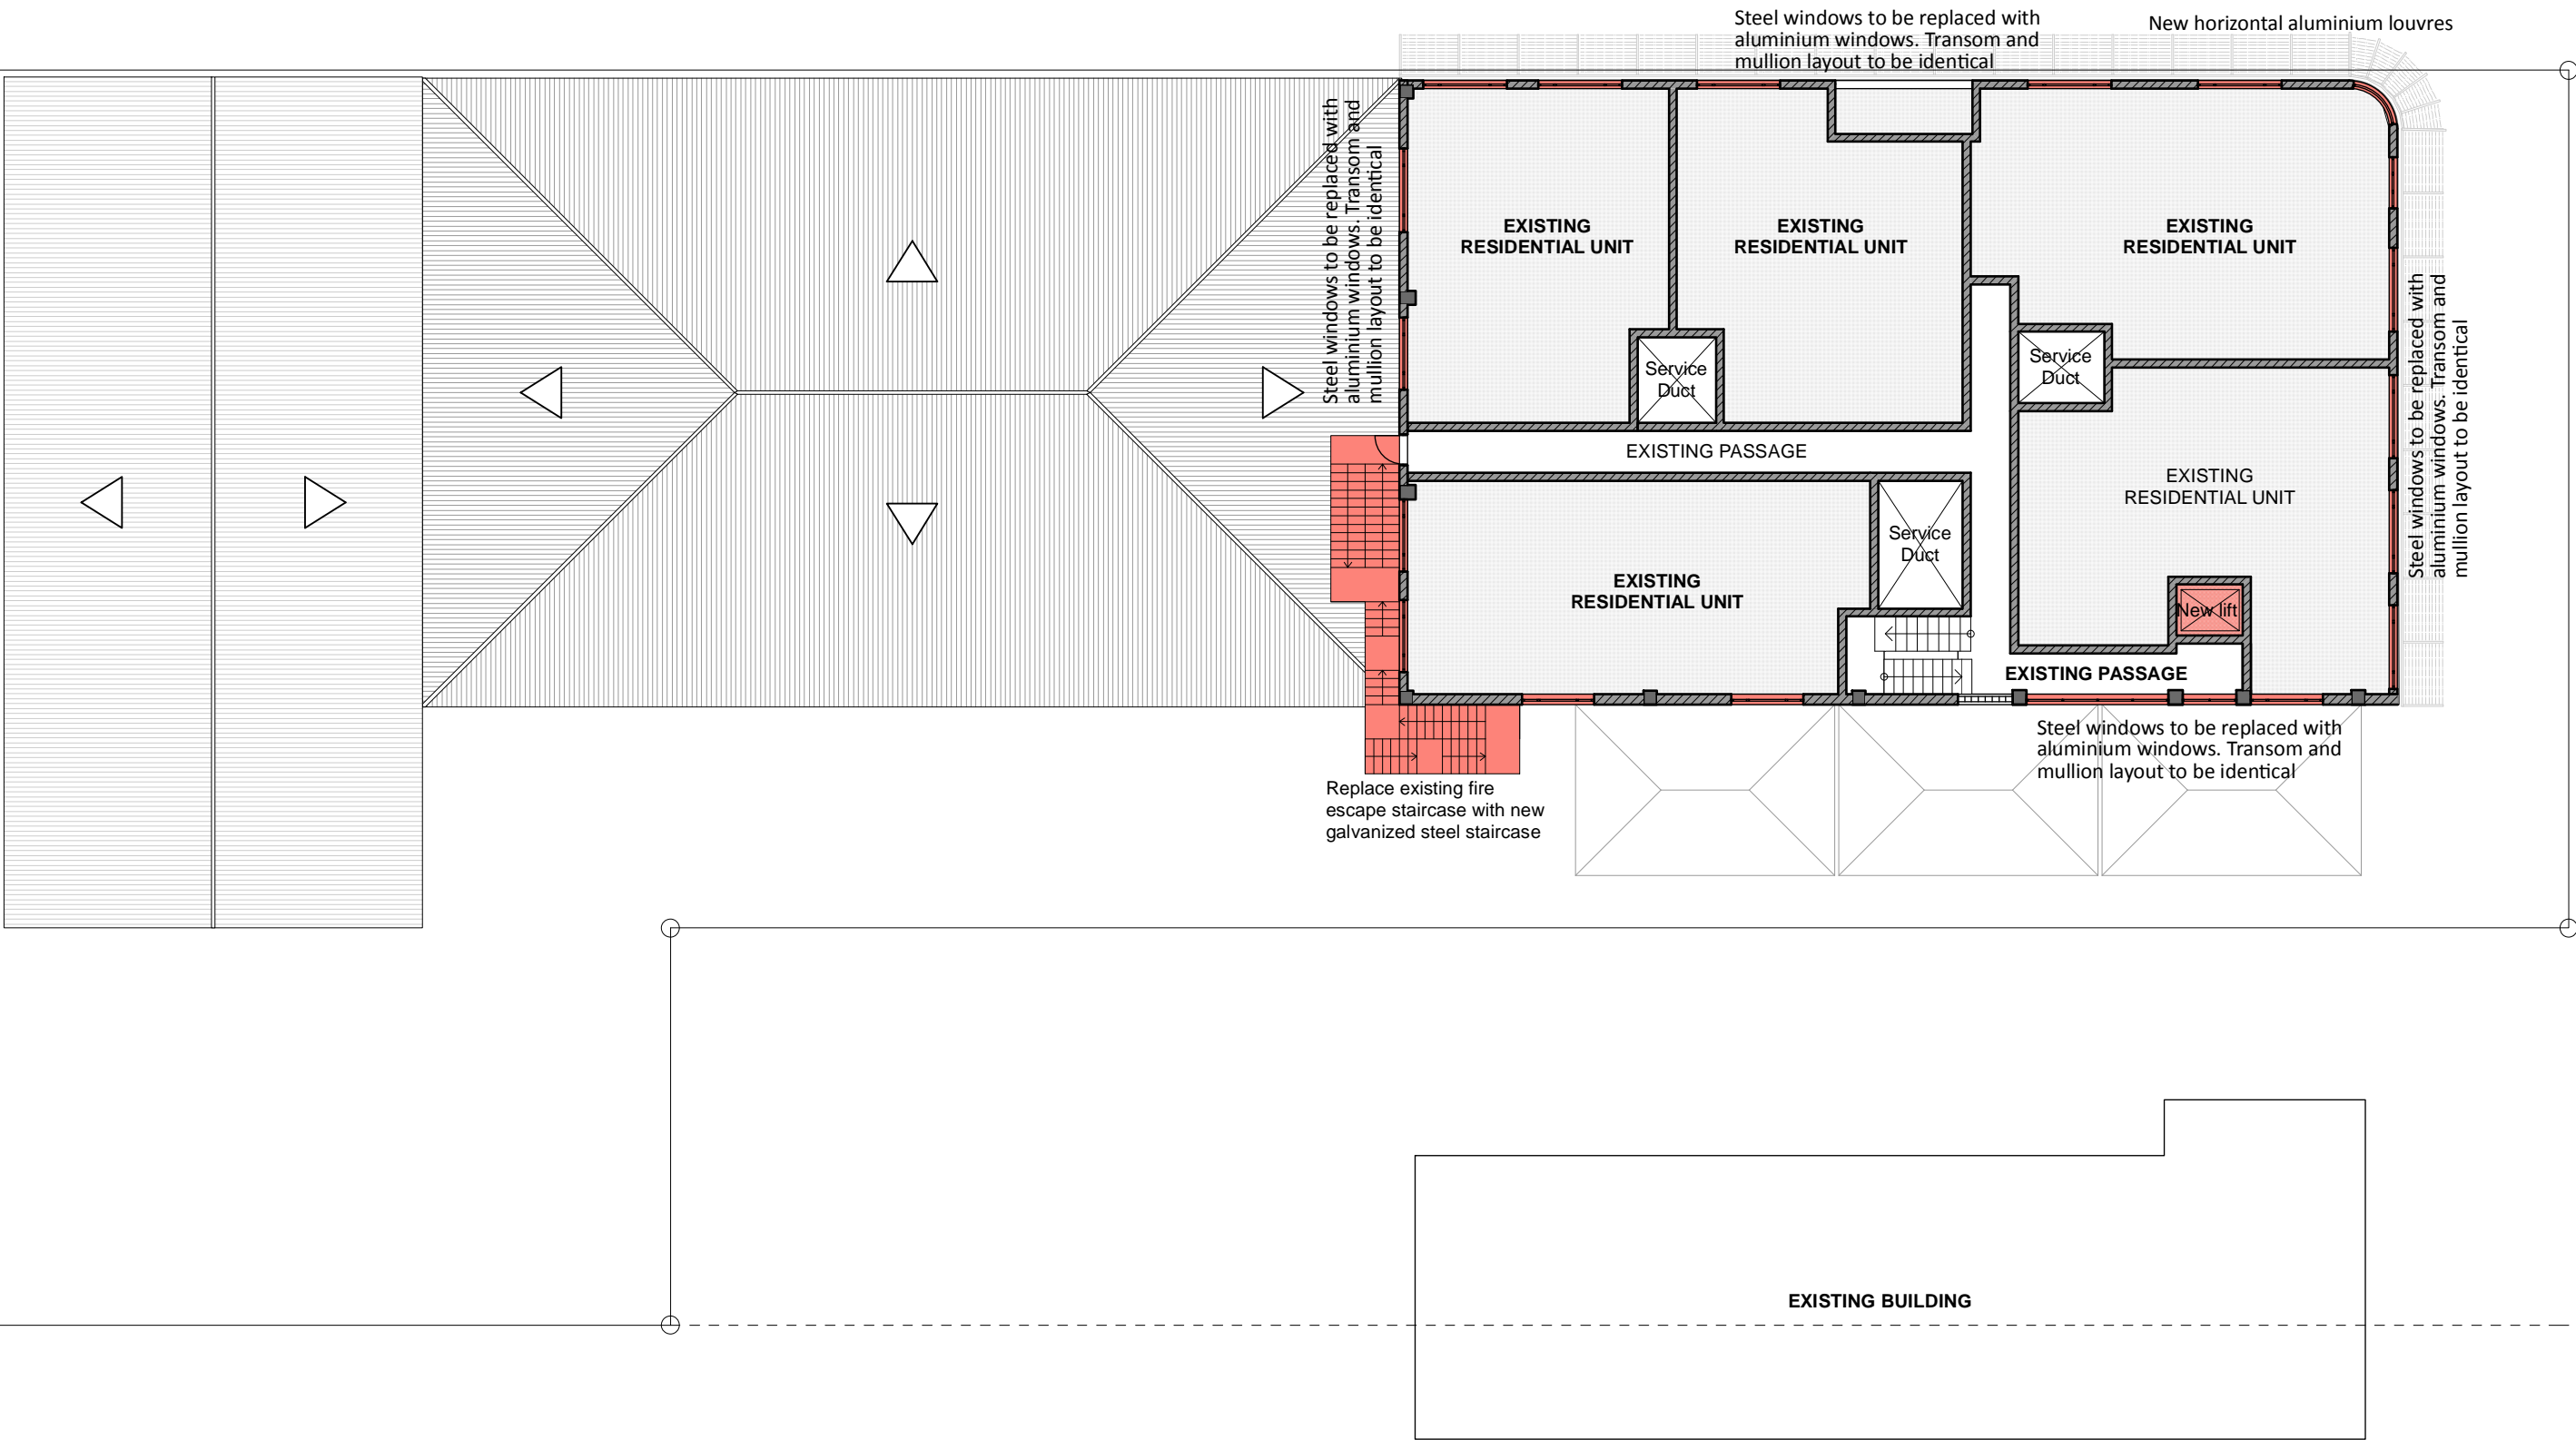 Steel windows to be replaced with
aluminium windows. Transom and
mullion layout to be identical
New horizontal aluminium louvres
Steel windows to be replaced with
aluminium windows. Transom and
mullion layout to be identical
EXISTING
RESIDENTIAL UNIT
EXISTING
RESIDENTIAL UNIT
EXISTING
RESIDENTIAL UNIT
Service
Duct
Service
Duct
Steel windows to be replaced with
aluminium windows. Transom and
mullion layout to be identical
EXISTING PASSAGE
EXISTING
RESIDENTIAL UNIT
Service
Duct
EXISTING
RESIDENTIAL UNIT
New lift
EXISTING PASSAGE
Steel windows to be replaced with
aluminium windows. Transom and
mullion layout to be identical
Replace existing fire
escape staircase with new
galvanized steel staircase
EXISTING BUILDING